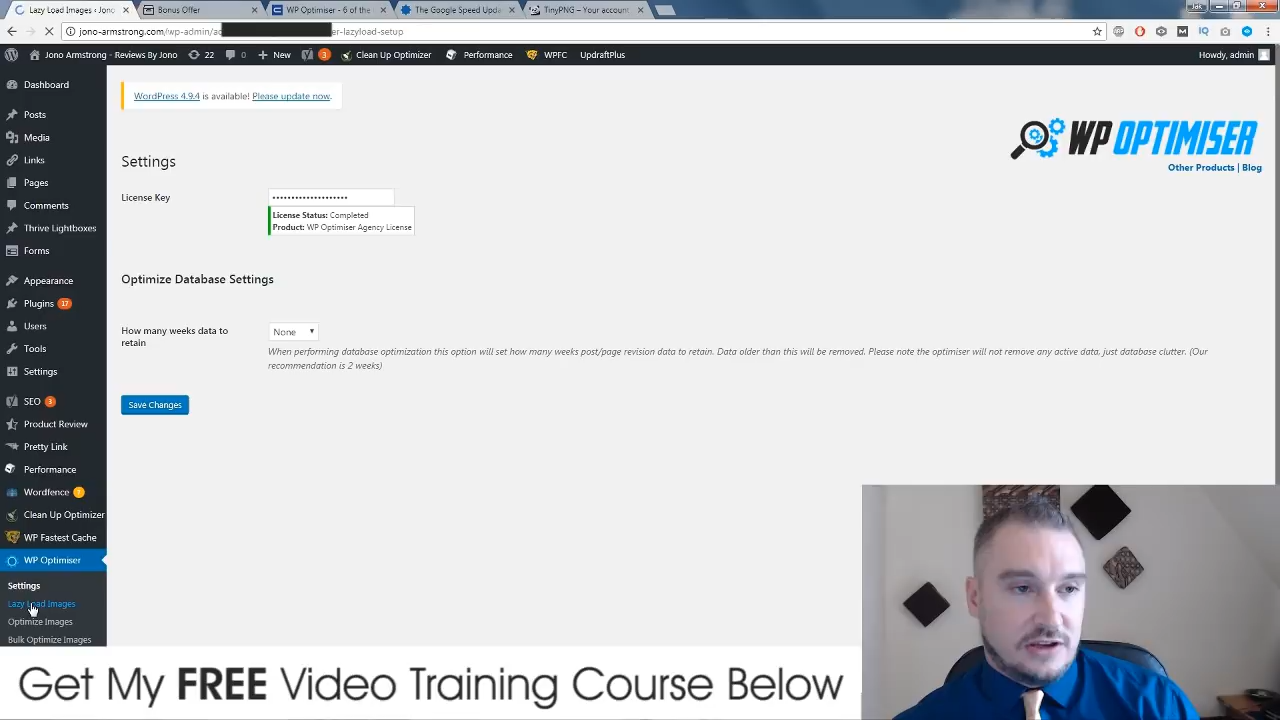 Lazy Load Images ‹ Jono
Bonus Offer
WP Optimiser - 6 of the
The Google Speed Upda
TinyPNG – Your account
Jak
jono-armstrong.com/wp-admin/ac
er-lazyload-setup
Jono Armstrong - Reviews By Jono
22
0
New
3
Clean Up Optimizer
Performance
WPFC
UpdraftPlus
Howdy, admin
Dashboard
Posts
Media
Links
Pages
Comments
Thrive Lightboxes
Forms
Appearance
Plugins 17
Users
Tools
Settings
SEO 3
Product Review
Pretty Link
Performance
Wordfence 7
Clean Up Optimizer
WP Fastest Cache
WP Optimiser
Settings
Lazy Load Images
Optimize Images
Bulk Optimize Images
WordPress 4.9.4 is available! Please update now.
WP OPTIMISER
Other Products | Blog
Settings
License Key
License Status: Completed
Product: WP Optimiser Agency License
Optimize Database Settings
How many weeks data to
retain
None
When performing database optimization this option will set how many weeks post/page revision data to retain. Data older than this will be removed. Please note the optimiser will not remove any active data, just database clutter. (Our
recommendation is 2 weeks)
Save Changes
Get My FREE Video Training Course Below